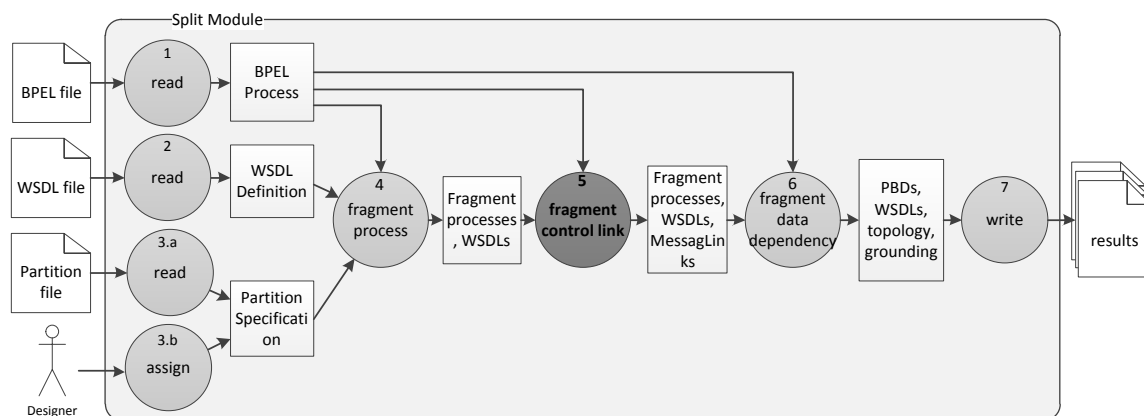 Split Module
BPEL file
1
read
BPEL
Process
WSDL file
2
read
WSDL
Definition
Partition
file
3.a
read
Partition
Specificati
on
3.b
assign
Designer
4
fragment
process
Fragment
processes
, WSDLs
5
fragment
control link
Fragment
processes,
WSDLs,
MessagLin
ks
6
fragment
data
dependency
PBDs,
WSDLs,
topology,
grounding
7
write
results